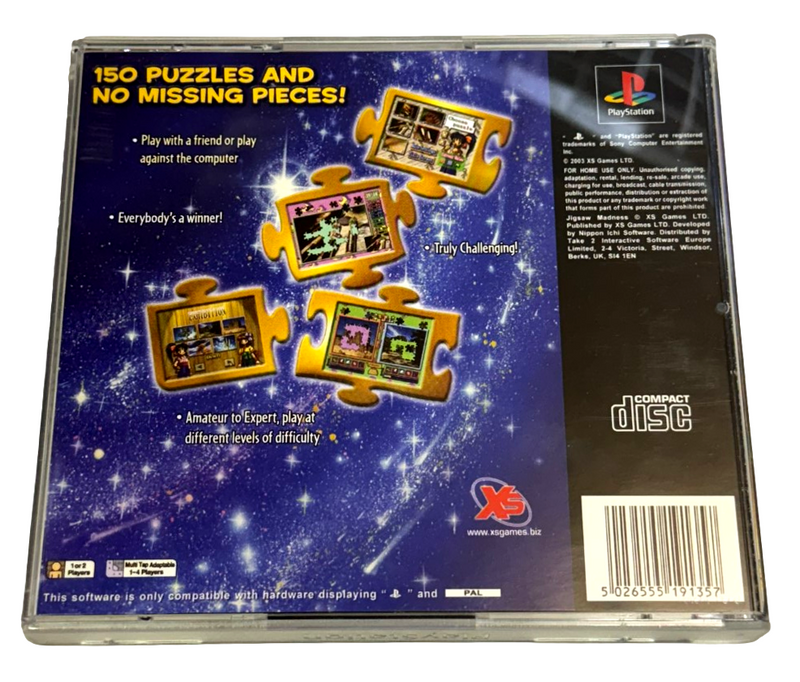 150 PUZZLES AND
NO MISSING PIECES!
• Play with a friend or play
against the computer
• Everybody's a winner!
• Truly Challenging!
• Amateur to Expert, play at
different levels of difficulty
1 or 2
Players
Multi Tap Adaptable
1-4 Players
This software is only compatible with hardware displaying " " and PAL
XS
www.xsgames.biz
PlayStation
" " and "PlayStation" are registered
trademarks of Sony Computer Entertainment
Inc.
© 2003 XS Games LTD.
FOR HOME USE ONLY. Unauthorised copying,
adaptation, rental, lending, re-sale, arcade use,
charging for use, broadcast, cable transmission,
public performance, distribution or extraction of
this product or any trademark or copyright work
that forms part of this product are prohibited.
Jigsaw Madness © XS Games LTD.
Published by XS Games LTD. Developed
by Nippon Ichi Software. Distributed by
Take 2 Interactive Software Europe
Limited, 2-4 Victoria, Street, Windsor,
Berks, UK, Sl4 1EN
COMPACT
disc
5 026555 191357